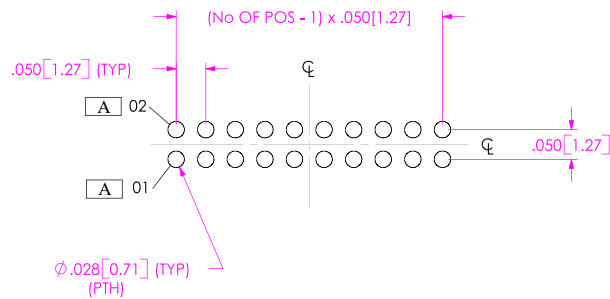 (No OF POS - 1) x .050[1.27]
.050[1.27] (TYP)
℄
A 02
℄
.050[1.27]
A 01
Ø.028[0.71] (TYP)
(PTH)